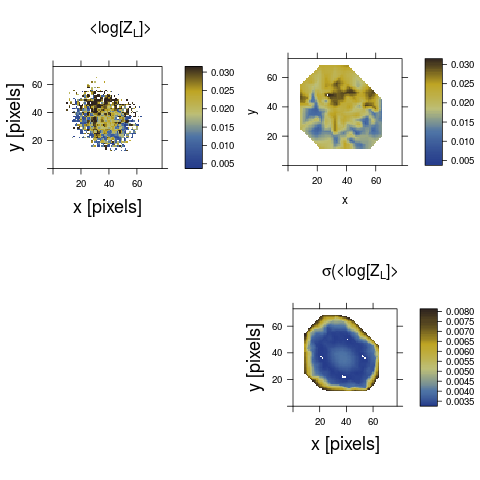 <log[Z_L]>
y [pixels]
60
40
20
20 40 60
x [pixels]
0.030
0.025
0.020
0.015
0.010
0.005
y
60
40
20
20 40 60
x
0.030
0.025
0.020
0.015
0.010
0.005
σ(<log[Z_L]>
y [pixels]
60
40
20
20 40 60
x [pixels]
0.0080
0.0075
0.0070
0.0065
0.0060
0.0055
0.0050
0.0045
0.0040
0.0035